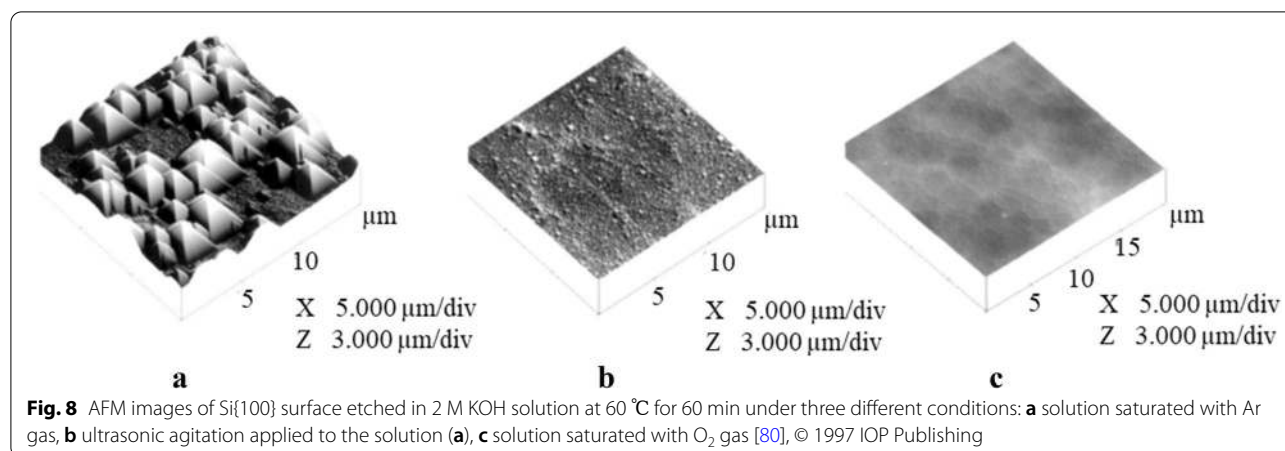 μm
10
5
X 5.000 μm/div
Z 3.000 μm/div
a
μm
10
5
X 5.000 μm/div
Z 3.000 μm/div
b
μm
15
10
5
X 5.000 μm/div
Z 3.000 μm/div
c
Fig. 8 AFM images of Si{100} surface etched in 2 M KOH solution at 60 ℃ for 60 min under three different conditions: a solution saturated with Ar
gas, b ultrasonic agitation applied to the solution (a), c solution saturated with O₂ gas [80], © 1997 IOP Publishing